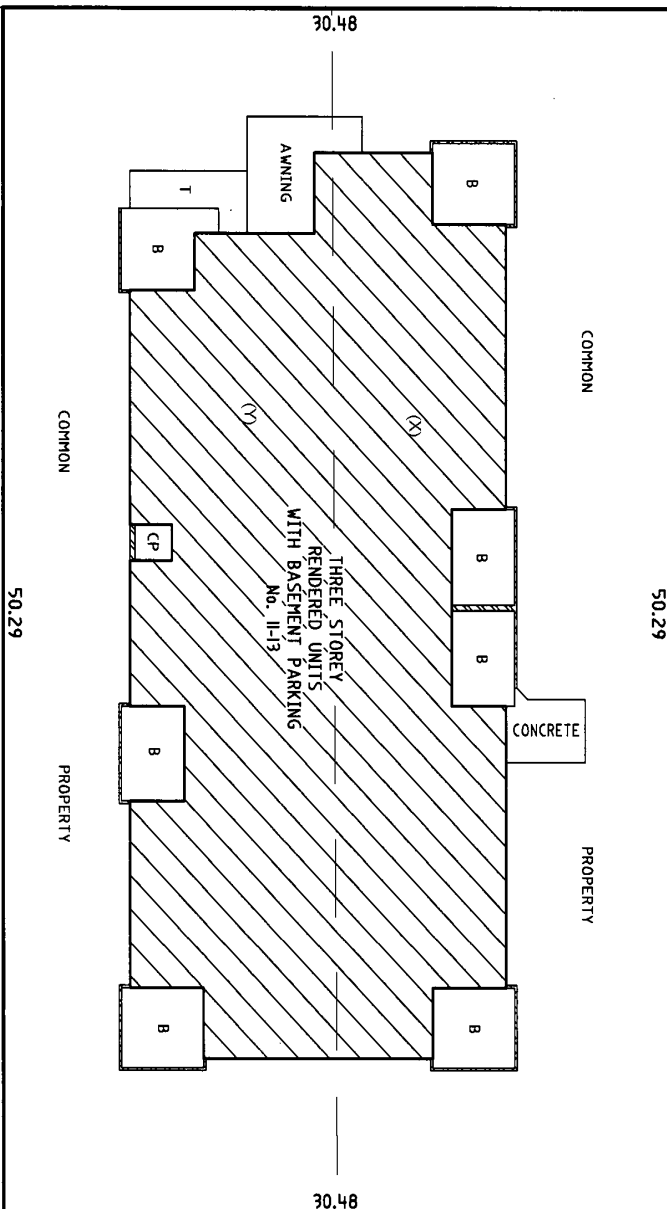 30.48
B
AWNING
T
B
COMMON
COMMON
(X)
(Y)
50.29
50.29
THREE STOREY
RENDERED UNITS
WITH BASEMENT PARKING
No. 11-13
CP
B
B
CONCRETE
B
PROPERTY
PROPERTY
B
B
30.48